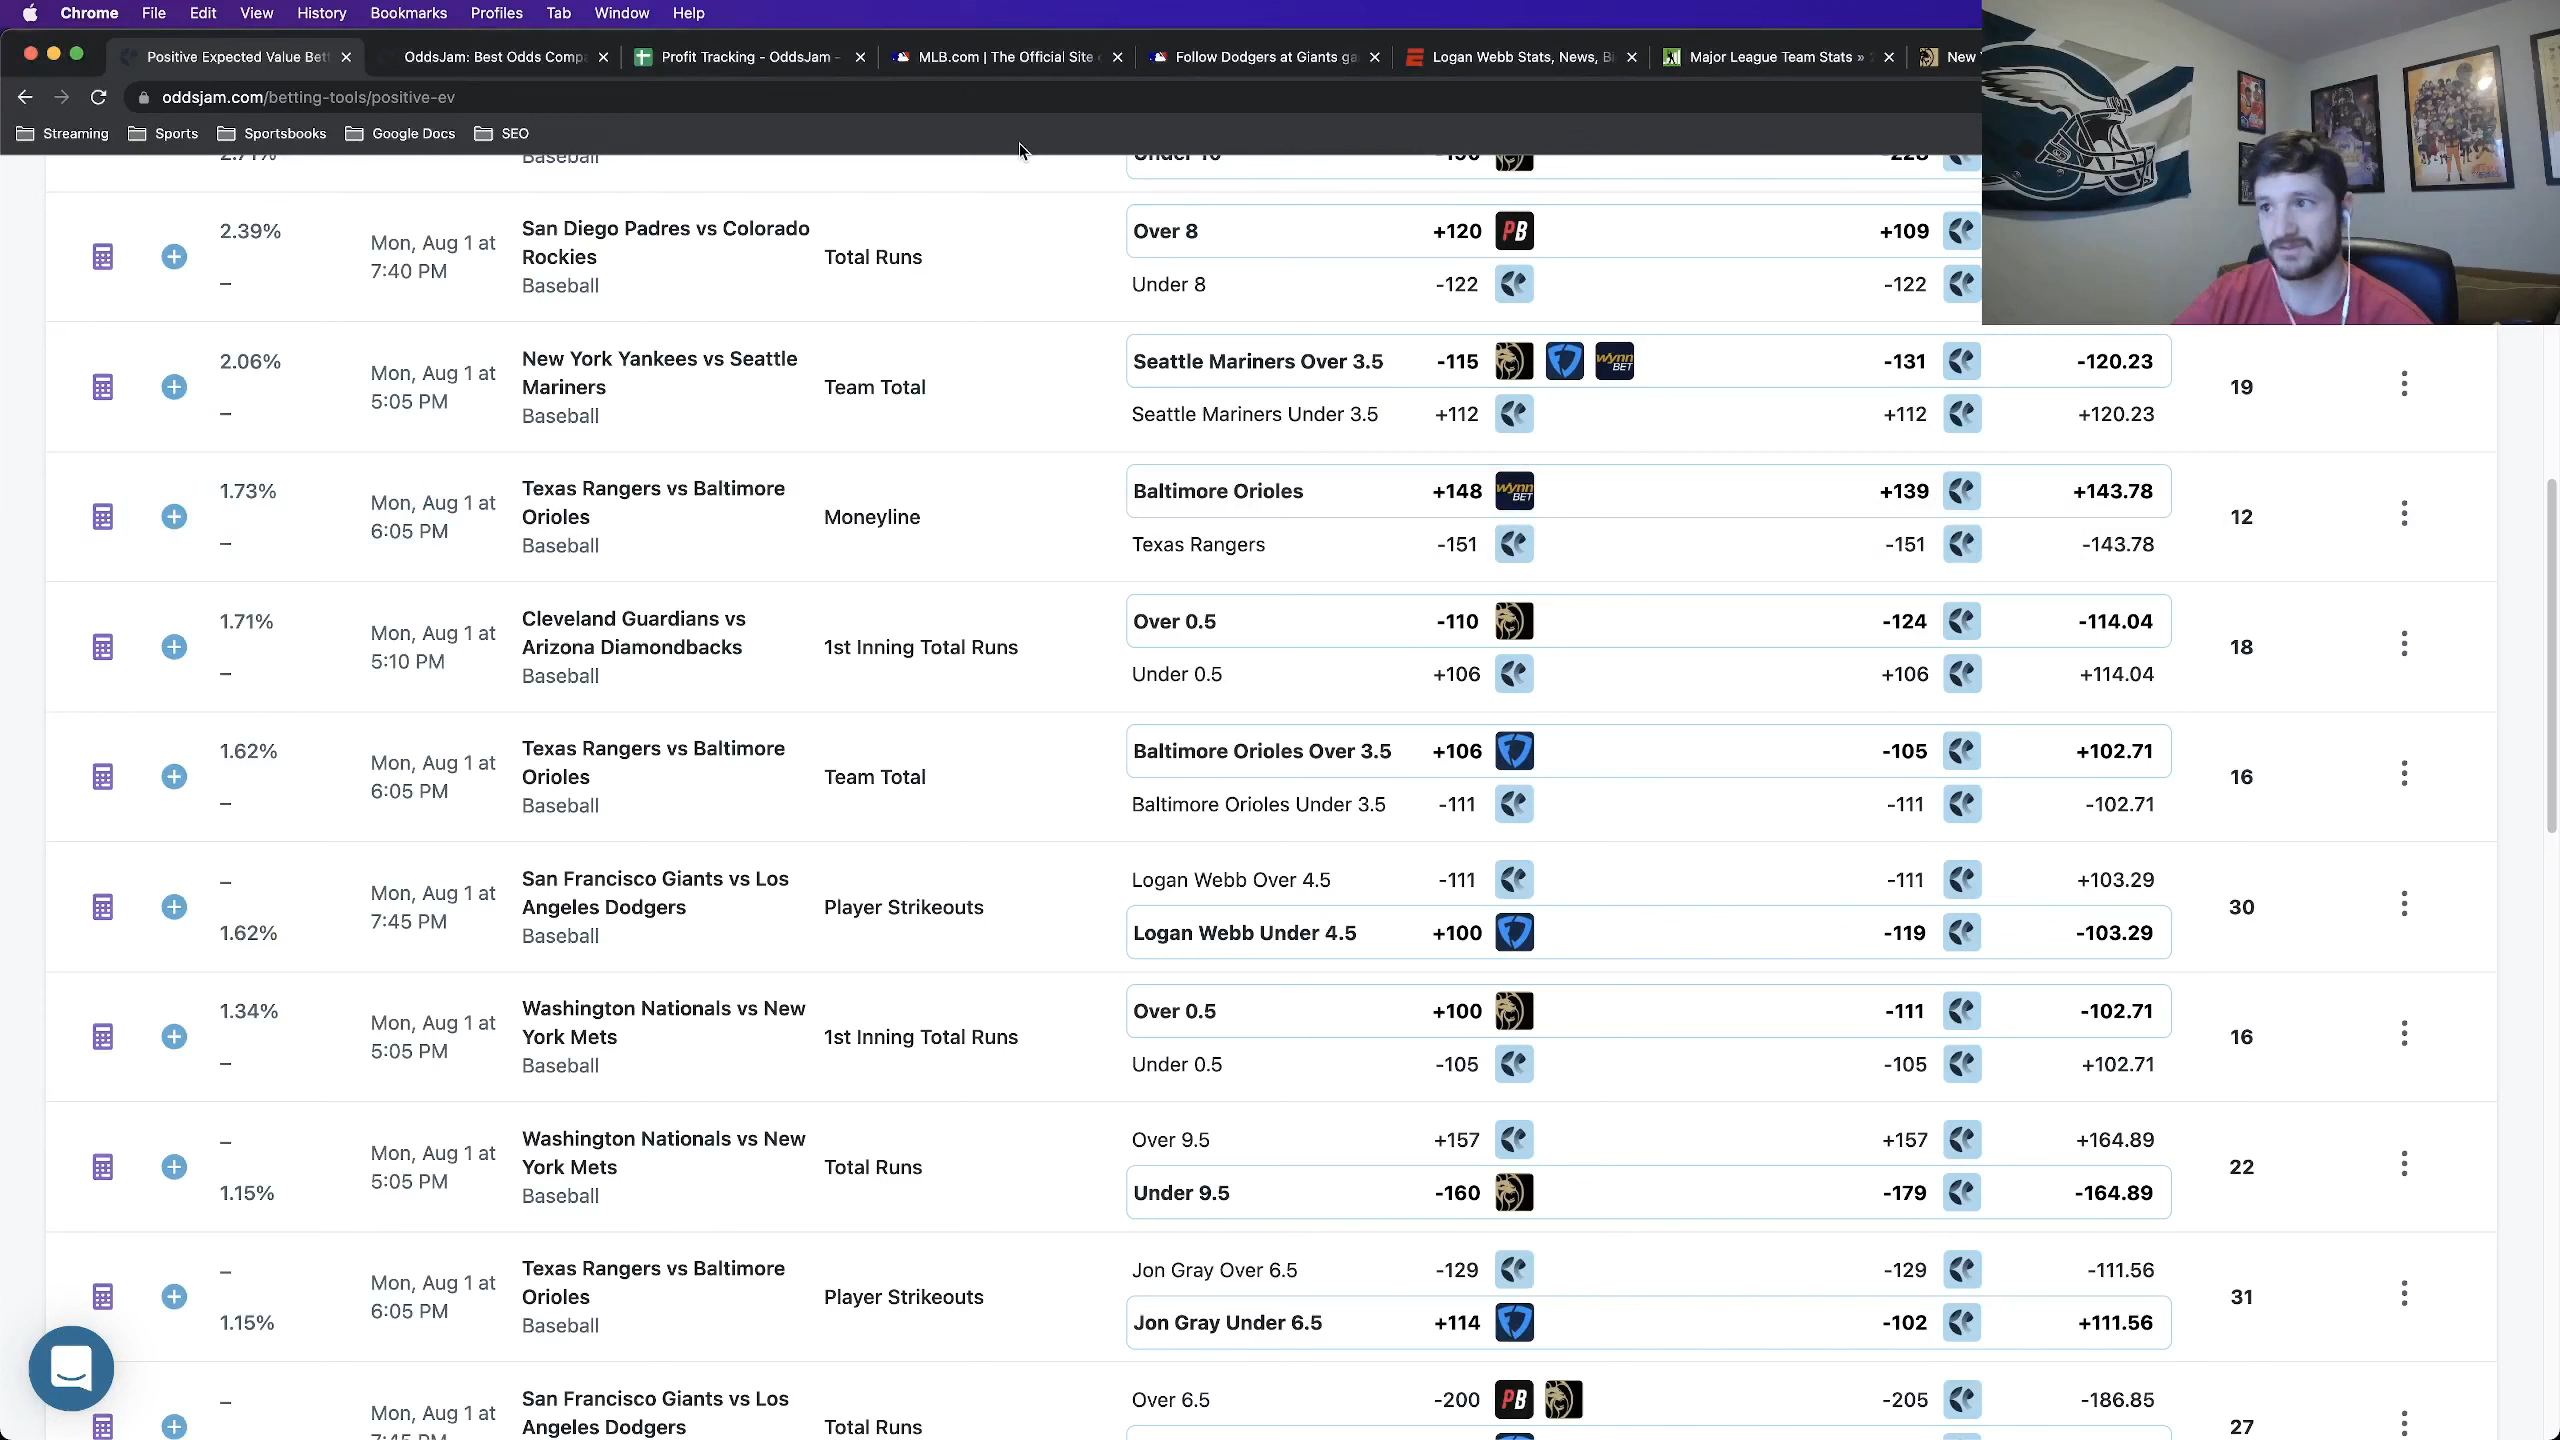 Chrome File Edit View History Bookmarks Profiles Tab Window Help
Positive Expected Value Bet OddsJam: Best Odds Comp Profit Tracking - OddsJam - MLB.com | The Official Site Follow Dodgers at Giants ga Logan Webb Stats, News, B Major League Team Stats » New
oddsjam.com/betting-tools/positive-ev
Streaming Sports Sportsbooks Google Docs SEO
2.71% Baseball Under 10
2.39%
–
Mon, Aug 1 at
7:40 PM
San Diego Padres vs Colorado
Rockies
Baseball
Total Runs
Over 8 +120 PB +109
Under 8 -122 -122
2.06%
–
Mon, Aug 1 at
5:05 PM
New York Yankees vs Seattle
Mariners
Baseball
Team Total
Seattle Mariners Over 3.5 -115 WYNN BET -131 -120.23
Seattle Mariners Under 3.5 +112 +112 +120.23
19
1.73%
–
Mon, Aug 1 at
6:05 PM
Texas Rangers vs Baltimore
Orioles
Baseball
Moneyline
Baltimore Orioles +148 WYNN BET +139 +143.78
Texas Rangers -151 -151 -143.78
12
1.71%
–
Mon, Aug 1 at
5:10 PM
Cleveland Guardians vs
Arizona Diamondbacks
Baseball
1st Inning Total Runs
Over 0.5 -110 -124 -114.04
Under 0.5 +106 +106 +114.04
18
1.62%
–
Mon, Aug 1 at
6:05 PM
Texas Rangers vs Baltimore
Orioles
Baseball
Team Total
Baltimore Orioles Over 3.5 +106 -105 +102.71
Baltimore Orioles Under 3.5 -111 -111 -102.71
16
–
1.62%
Mon, Aug 1 at
7:45 PM
San Francisco Giants vs Los
Angeles Dodgers
Baseball
Player Strikeouts
Logan Webb Over 4.5 -111 -111 +103.29
Logan Webb Under 4.5 +100 -119 -103.29
30
1.34%
–
Mon, Aug 1 at
5:05 PM
Washington Nationals vs New
York Mets
Baseball
1st Inning Total Runs
Over 0.5 +100 -111 -102.71
Under 0.5 -105 -105 +102.71
16
–
1.15%
Mon, Aug 1 at
5:05 PM
Washington Nationals vs New
York Mets
Baseball
Total Runs
Over 9.5 +157 +157 +164.89
Under 9.5 -160 -179 -164.89
22
–
1.15%
Mon, Aug 1 at
6:05 PM
Texas Rangers vs Baltimore
Orioles
Baseball
Player Strikeouts
Jon Gray Over 6.5 -129 -129 -111.56
Jon Gray Under 6.5 +114 -102 +111.56
31
–
Mon, Aug 1 at
7:45 PM
San Francisco Giants vs Los
Angeles Dodgers
Total Runs
Over 6.5 -200 PB -205 -186.85
27